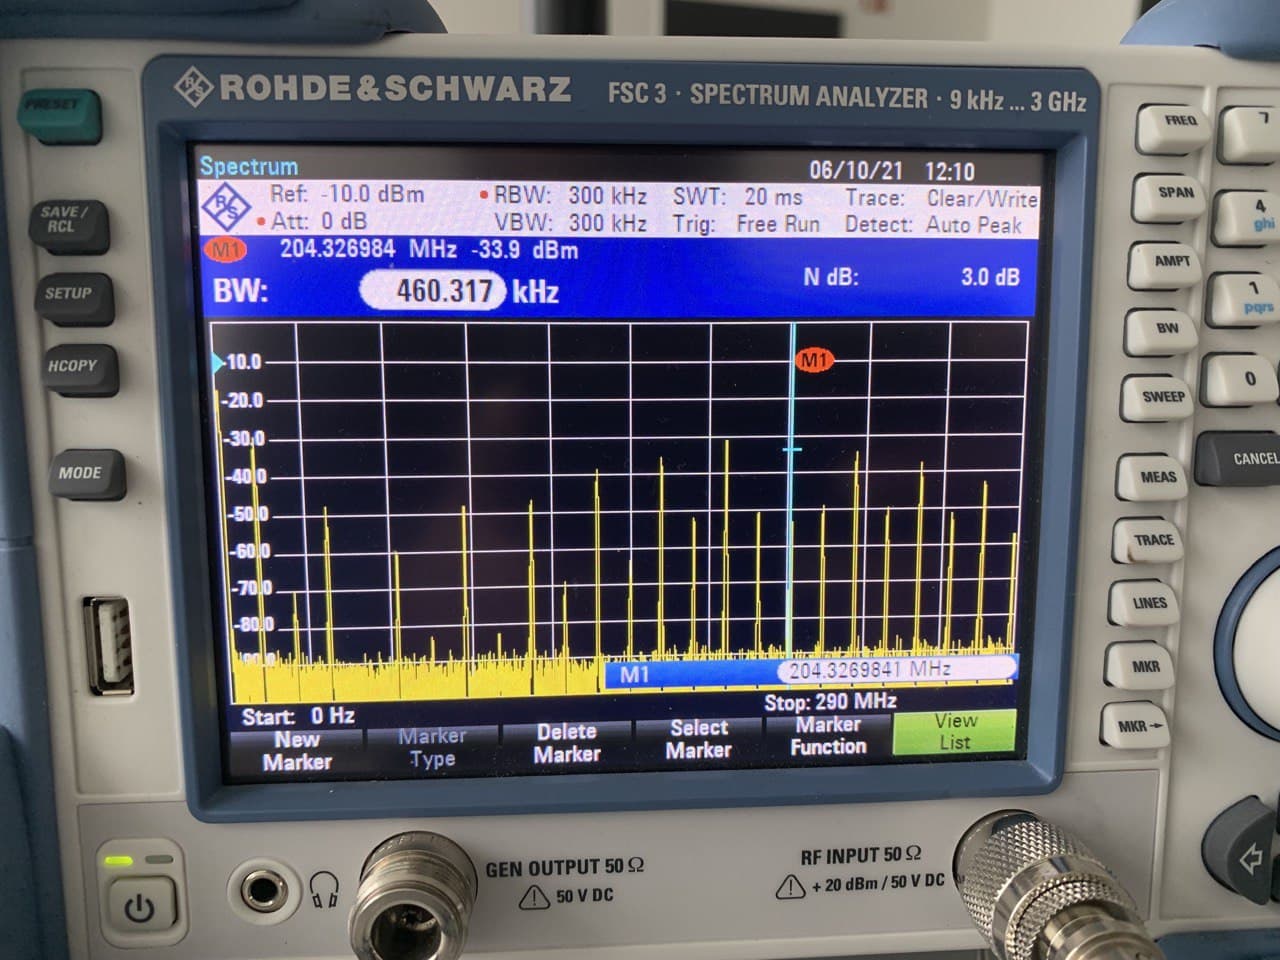 ROHDE&SCHWARZ FSC 3 · SPECTRUM ANALYZER · 9 kHz ... 3 GHz
PRESET
SAVE / RCL
SETUP
HCOPY
MODE
Spectrum 06/10/21 12:10
R/S Ref: -10.0 dBm • RBW: 300 kHz SWT: 20 ms Trace: Clear/Write
• Att: 0 dB VBW: 300 kHz Trig: Free Run Detect: Auto Peak
M1 204.326984 MHz -33.9 dBm
BW: 460.317 kHz N dB: 3.0 dB
M1
-10.0
-20.0
-30.0
-40.0
-50.0
-60.0
-70.0
-80.0
-90.0
M1 204.3269841 MHz
Start: 0 Hz Stop: 290 MHz
New Marker
Marker Type
Delete Marker
Select Marker
Marker Function
View List
FREQ
SPAN
AMPT
BW
SWEEP
MEAS
TRACE
LINES
MKR
MKR→
7
4 ghi
1 pqrs
0
CANCEL
GEN OUTPUT 50 Ω
50 V DC
RF INPUT 50 Ω
+ 20 dBm / 50 V DC